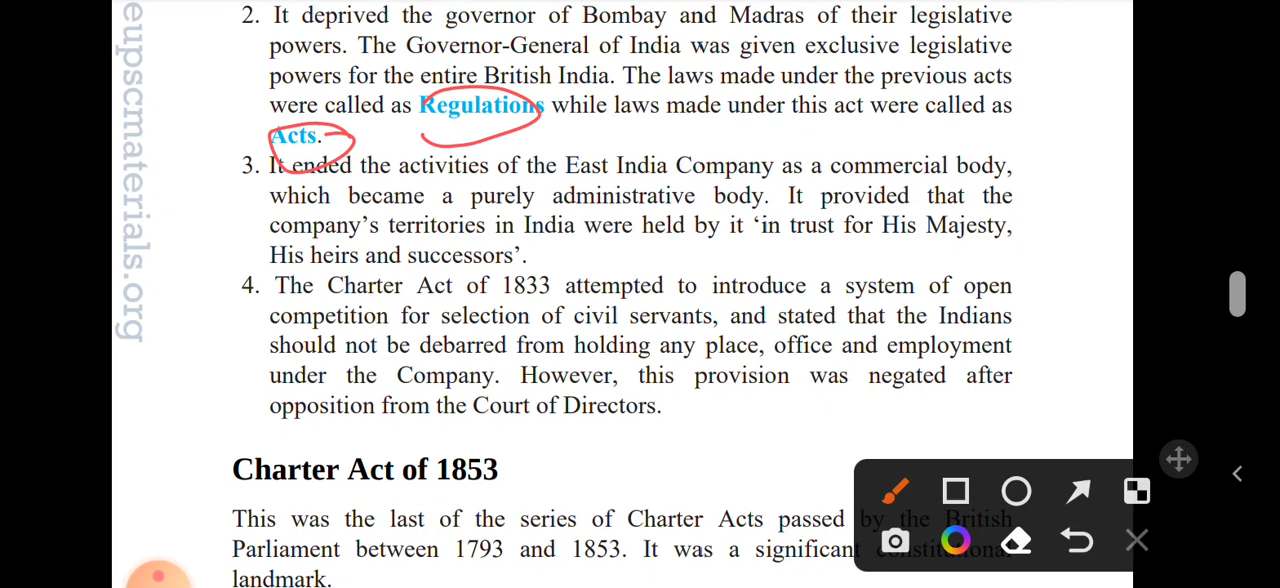 eupscmaterials.org
2. It deprived the governor of Bombay and Madras of their legislative
powers. The Governor-General of India was given exclusive legislative
powers for the entire British India. The laws made under the previous acts
were called as Regulations while laws made under this act were called as
Acts.
3. It ended the activities of the East India Company as a commercial body,
which became a purely administrative body. It provided that the
company’s territories in India were held by it ‘in trust for His Majesty,
His heirs and successors’.
4. The Charter Act of 1833 attempted to introduce a system of open
competition for selection of civil servants, and stated that the Indians
should not be debarred from holding any place, office and employment
under the Company. However, this provision was negated after
opposition from the Court of Directors.
Charter Act of 1853
This was the last of the series of Charter Acts passed by the British
Parliament between 1793 and 1853. It was a significant constitutional
landmark.